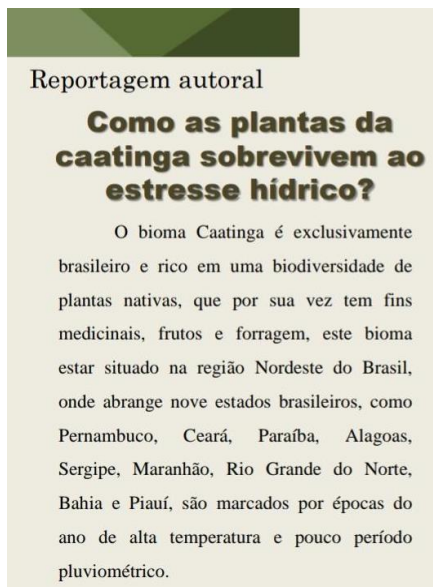 Reportagem autoral
Como as plantas da
caatinga sobrevivem ao
estresse hídrico?
O bioma Caatinga é exclusivamente
brasileiro e rico em uma biodiversidade de
plantas nativas, que por sua vez tem fins
medicinais, frutos e forragem, este bioma
estar situado na região Nordeste do Brasil,
onde abrange nove estados brasileiros, como
Pernambuco, Ceará, Paraíba, Alagoas,
Sergipe, Maranhão, Rio Grande do Norte,
Bahia e Piauí, são marcados por épocas do
ano de alta temperatura e pouco período
pluviométrico.